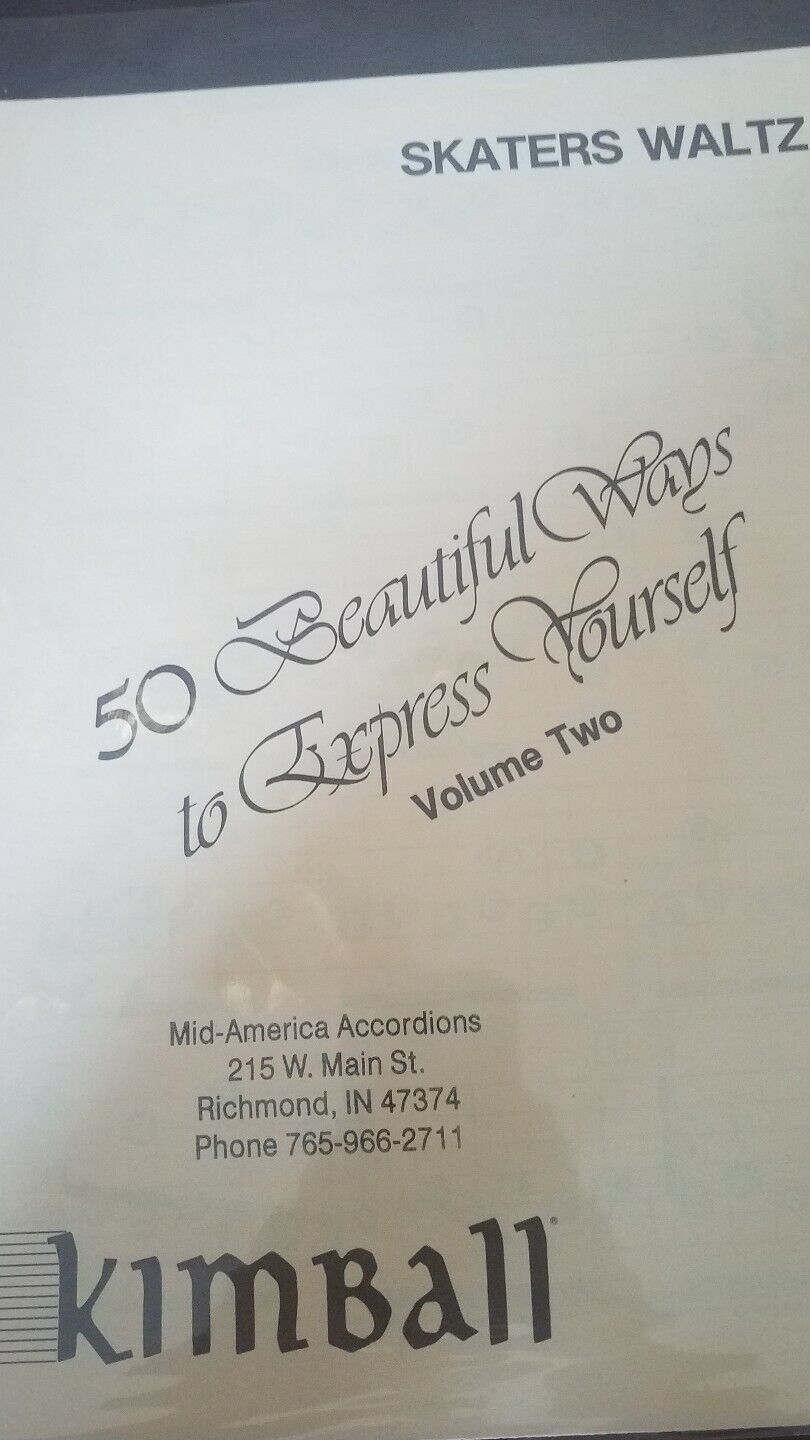 SKATERS WALTZ
50 Beautiful Ways
to Express Yourself
Volume Two
Mid-America Accordions
215 W. Main St.
Richmond, IN 47374
Phone 765-966-2711
Kimball®